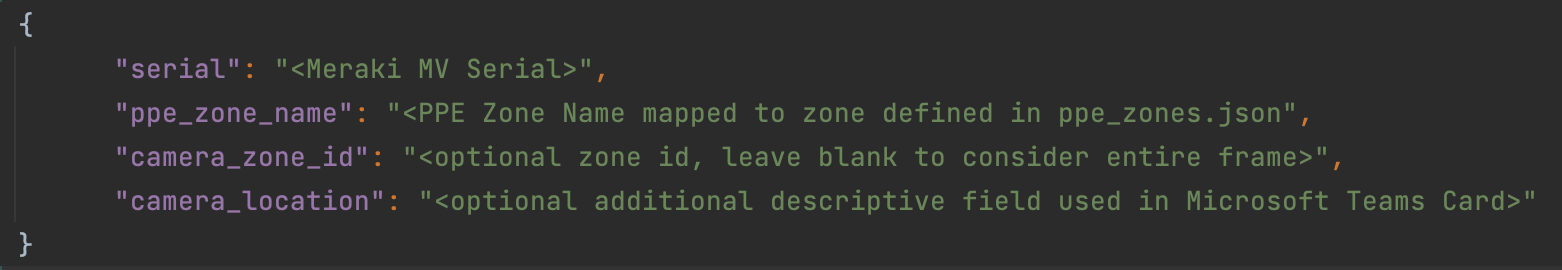 {
"serial": "<Meraki MV Serial>",
"ppe_zone_name": "<PPE Zone Name mapped to zone defined in ppe_zones.json",
"camera_zone_id": "<optional zone id, leave blank to consider entire frame>",
"camera_location": "<optional additional descriptive field used in Microsoft Teams Card>"
}